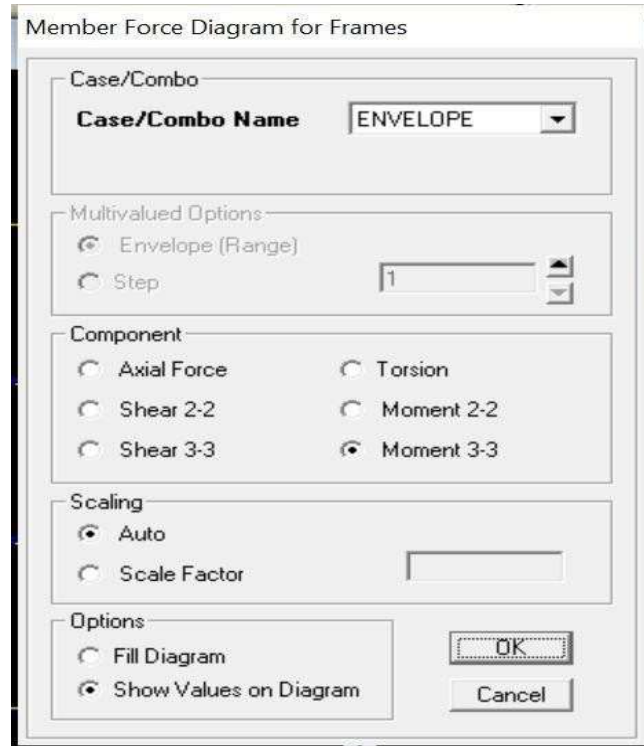 Member Force Diagram for Frames
Case/Combo
Case/Combo Name ENVELOPE
Multivalued Options
Envelope (Range)
Step 1
Component
Axial Force Torsion
Shear 2-2 Moment 2-2
Shear 3-3 Moment 3-3
Scaling
Auto
Scale Factor
Options
Fill Diagram OK
Show Values on Diagram Cancel